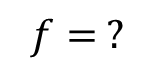 f = ?